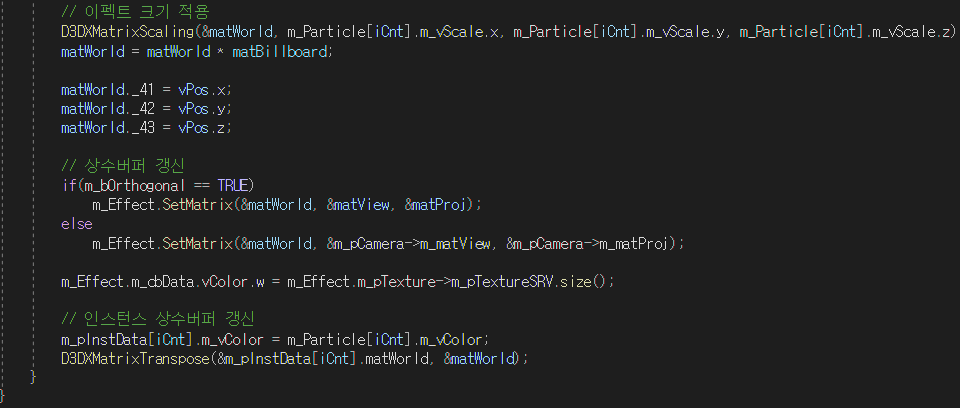 // 이펙트 크기 적용
D3DXMatrixScaling(&matWorld, m_Particle[iCnt].m_vScale.x, m_Particle[iCnt].m_vScale.y, m_Particle[iCnt].m_vScale.z)
matWorld = matWorld * matBillboard;
matWorld._41 = vPos.x;
matWorld._42 = vPos.y;
matWorld._43 = vPos.z;
// 상수버퍼 갱신
if(m_bOrthogonal == TRUE)
m_Effect.SetMatrix(&matWorld, &matView, &matProj);
else
m_Effect.SetMatrix(&matWorld, &m_pCamera->m_matView, &m_pCamera->m_matProj);
m_Effect.m_cbData.vColor.w = m_Effect.m_pTexture->m_pTextureSRV.size();
// 인스턴스 상수버퍼 갱신
m_pInstData[iCnt].m_vColor = m_Particle[iCnt].m_vColor;
D3DXMatrixTranspose(&m_pInstData[iCnt].matWorld, &matWorld);
}
}